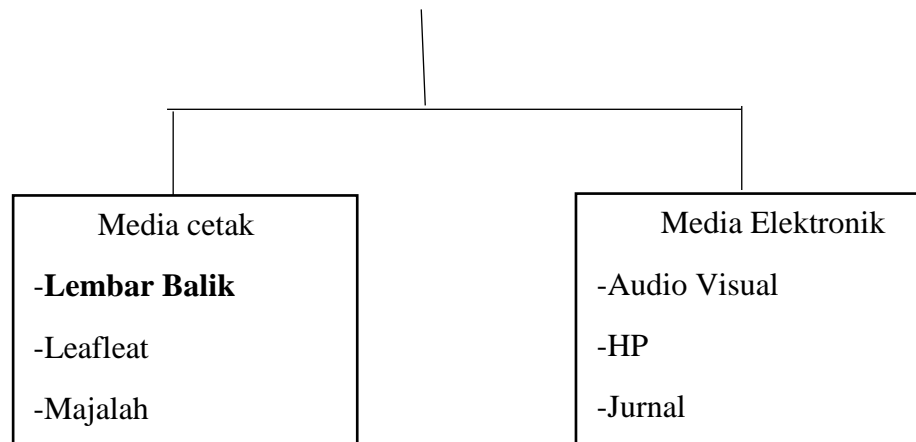 Media cetak
-Lembar Balik
-Leafleat
-Majalah
Media Elektronik
-Audio Visual
-HP
-Jurnal